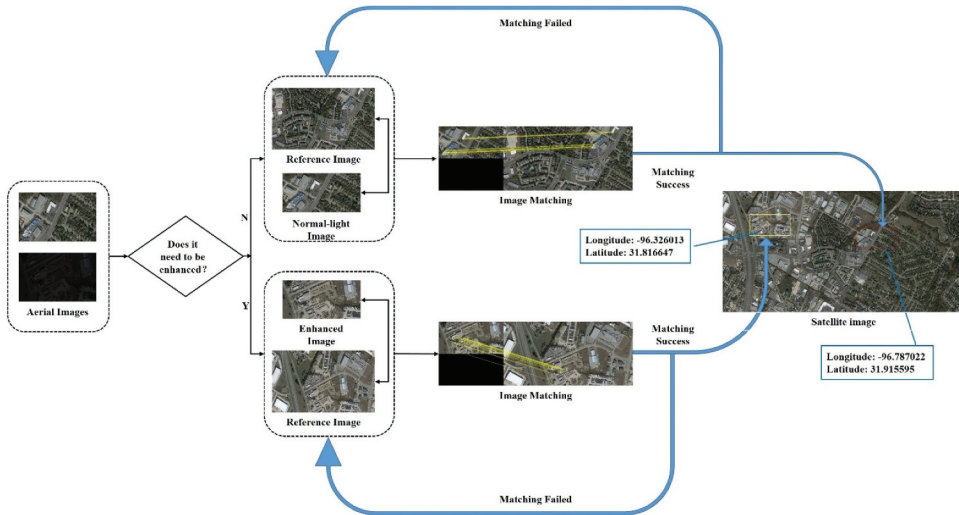 Matching Failed
Reference Image
Normal-light
Image
N
Image Matching
Matching
Success
Aerial Images
Does it
need to be
enhanced?
Longitude: -96.326013
Latitude: 31.816647
Satellite image
Longitude: -96.787022
Latitude: 31.915595
Y
Enhanced
Image
Reference Image
Image Matching
Matching
Success
Matching Failed